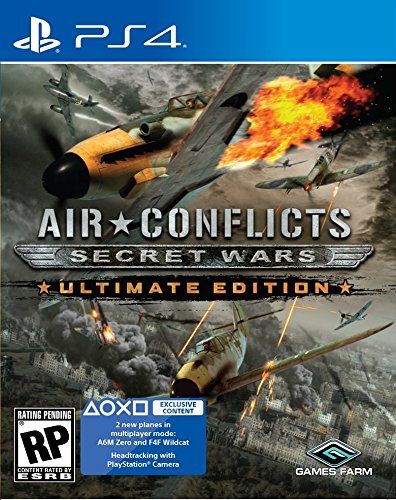 PS4
AIR★CONFLICTS
SECRET WARS
★ULTIMATE EDITION★
RATING PENDING
RP
CONTENT RATED BY
ESRB
EXCLUSIVE
CONTENT
2 new planes in
multiplayer mode:
A6M Zero and F4F Wildcat
Headtracking with
PlayStation® Camera
GAMES FARM